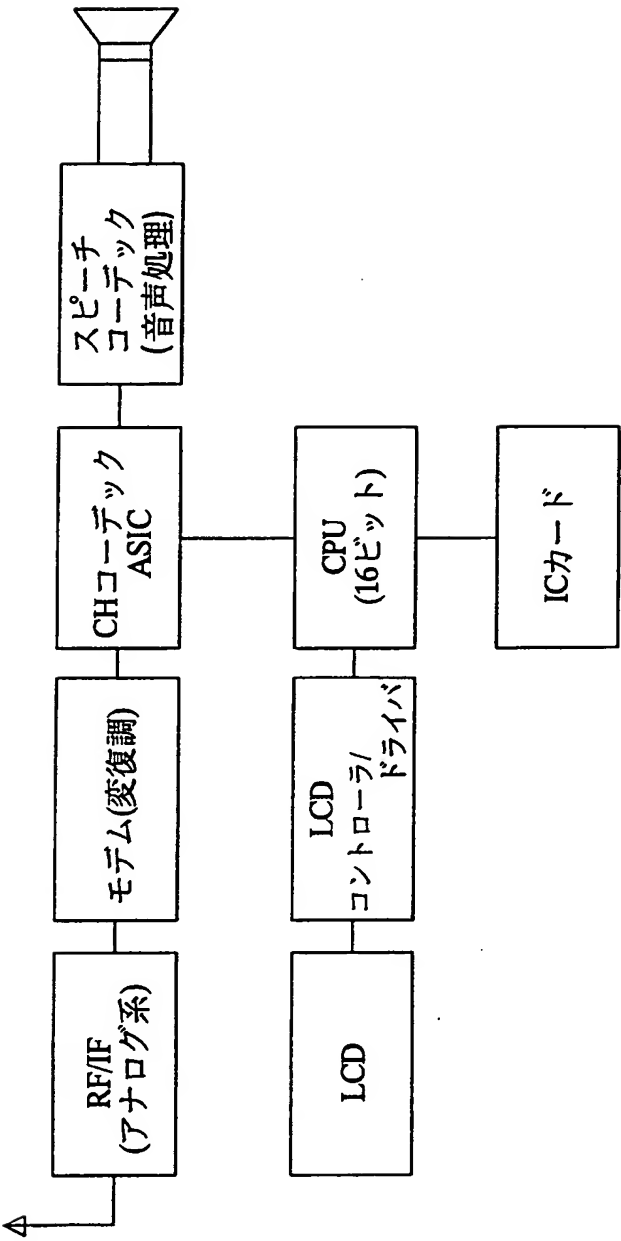 RF/IF
(アナログ系)
モデム(変復調)
CHコーデック
ASIC
スピーチ
コーデック
(音声処理)
LCD
LCD
コントローラ/
ドライバ
CPU
(16ビット)
ICカード